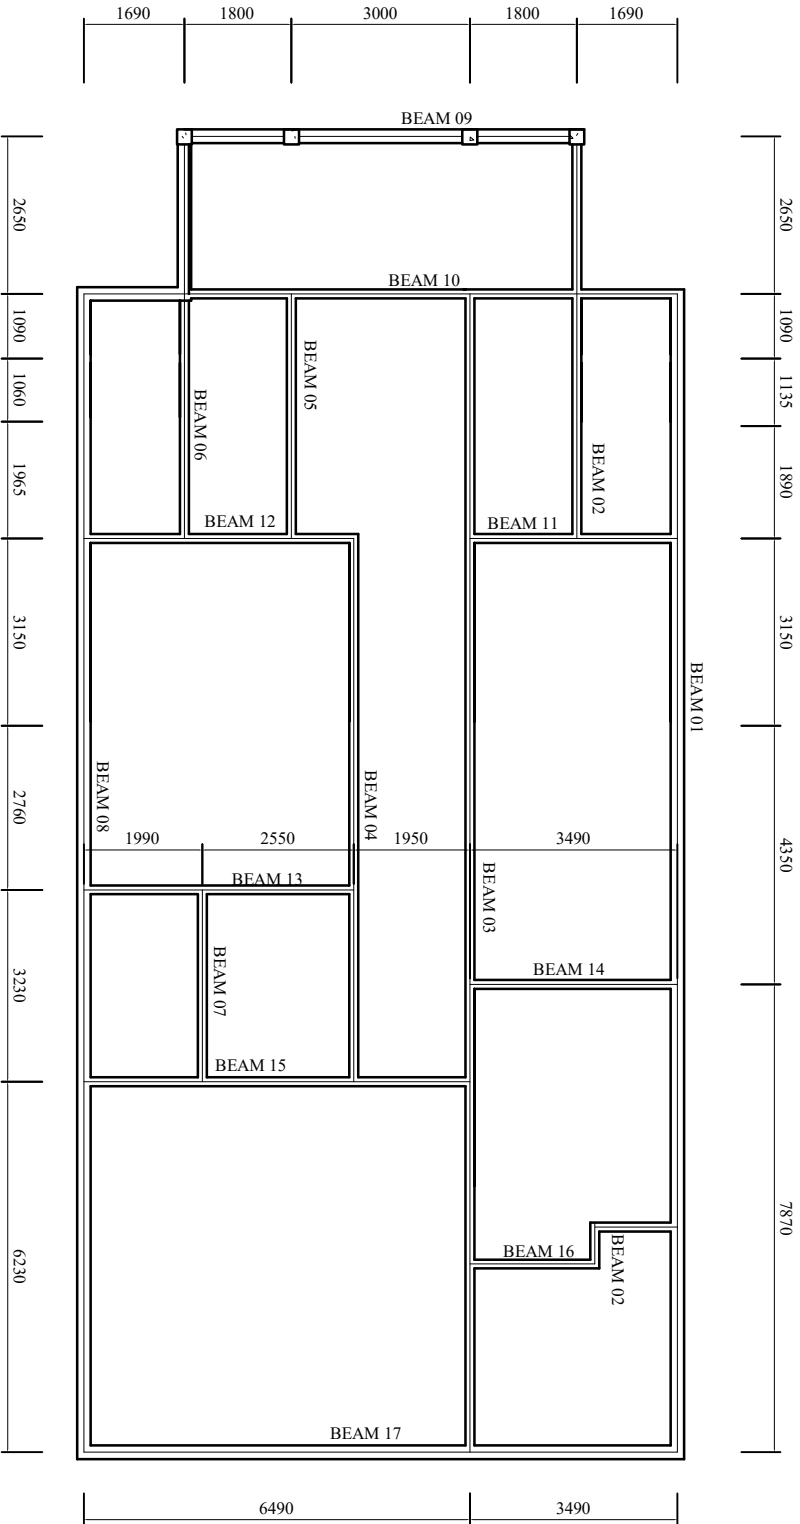 1690 1800 3000 1800 1690
BEAM 09
2650
2650
BEAM 10
1090
1090
BEAM 05
1060
1135
BEAM 06
BEAM 02
1965
1890
BEAM 12
BEAM 11
3150
3150
BEAM 01
BEAM 08
BEAM 04
2760
4350
1990 2550 1950 3490
BEAM 13
BEAM 03
BEAM 14
BEAM 07
3230
BEAM 15
7870
BEAM 16
BEAM 02
6230
BEAM 17
6490 3490